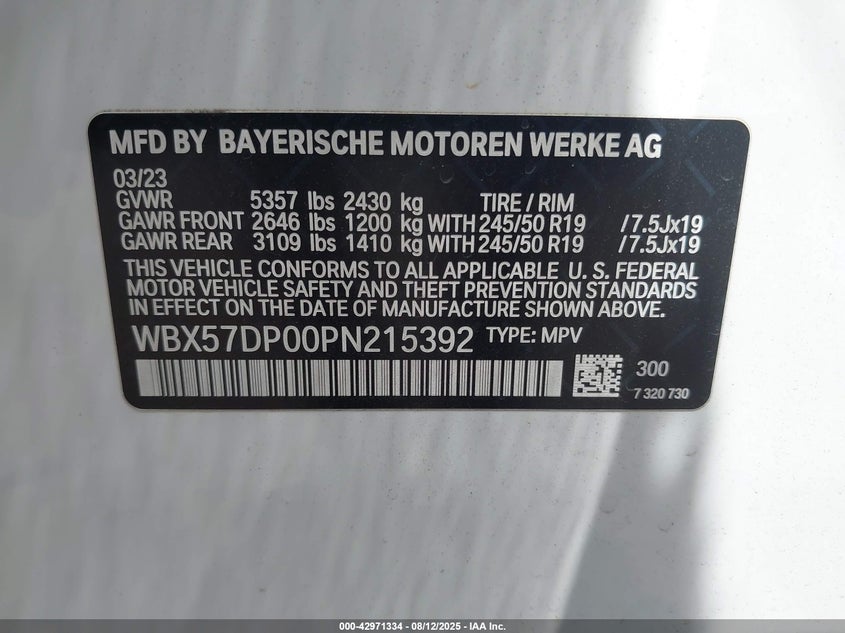 MFD BY BAYERISCHE MOTOREN WERKE AG
03/23
GVWR 5357 lbs 2430 kg TIRE / RIM
GAWR FRONT 2646 lbs 1200 kg WITH 245/50 R19 /7.5Jx19
GAWR REAR 3109 lbs 1410 kg WITH 245/50 R19 /7.5Jx19
THIS VEHICLE CONFORMS TO ALL APPLICABLE U. S. FEDERAL
MOTOR VEHICLE SAFETY AND THEFT PREVENTION STANDARDS
IN EFFECT ON THE DATE OF MANUFACTURE SHOWN ABOVE.
WBX57DP00PN215392 TYPE: MPV
300
7 320 730
000-42971334 - 08/12/2025 - IAA Inc.